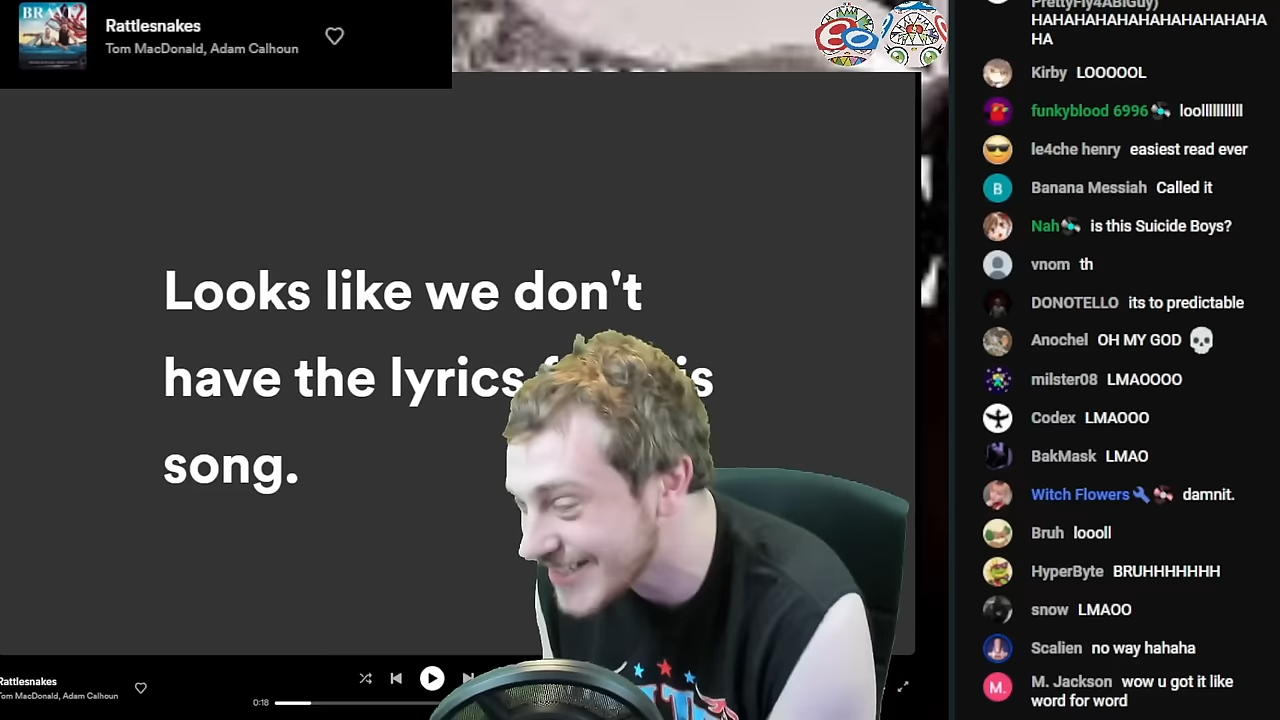 BRAVE
Rattlesnakes
Tom MacDonald, Adam Calhoun
Looks like we don't
have the lyrics
song.
Rattlesnakes
Tom MacDonald, Adam Calhoun
0:18
PrettyFly4ABiGuy)
HAHAHAHAHAHAHAHAHAHA
HA
Kirby LOOOOOL
funkyblood 6996 loolllllllllll
le4che henry easiest read ever
B
Banana Messiah Called it
Nah is this Suicide Boys?
vnom th
DONOTELLO its to predictable
Anochel OH MY GOD 💀
milster08 LMAOOOO
Codex LMAOOO
BakMask LMAO
Witch Flowers damnit.
Bruh loooll
HyperByte BRUHHHHHHH
snow LMAOO
Scalien no way hahaha
M.
M. Jackson wow u got it like
word for word